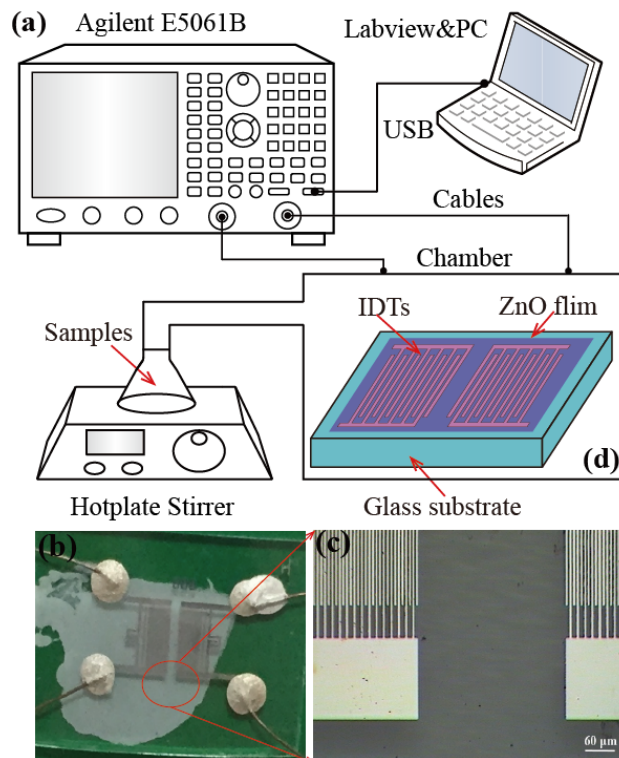 (a)
Agilent E5061B
Labview&PC
USB
Cables
Chamber
IDTs
ZnO flim
Samples
(d)
Hotplate Stirrer
Glass substrate
(b)
(c)
60 μm